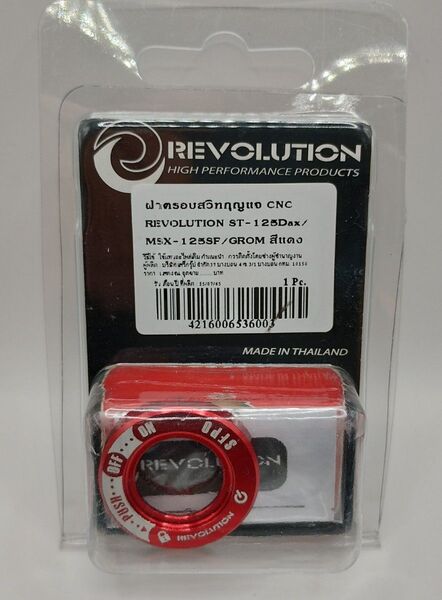 REVOLUTION
HIGH PERFORMANCE PRODUCTS
ฝาครอบสวิทกุญแจ CNC
REVOLUTION ST-125Dax/
MSX-125SF/GROM สีแดง
1 Pc.
4216006536003
MADE IN THAILAND
REVOLUTION
ON
OFF
PUSH
REVOLUTION